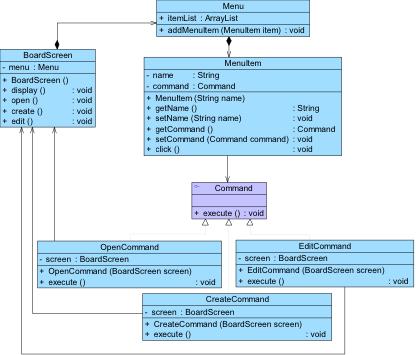 Menu
+ itemList : ArrayList
+ addMenuItem (MenuItem item) : void
BoardScreen
- menu : Menu
+ BoardScreen ()
+ display () : void
+ open () : void
+ create () : void
+ edit () : void
MenuItem
- name : String
- command : Command
+ MenuItem (String name)
+ getName () : String
+ setName (String name) : void
+ getCommand () : Command
+ setCommand (Command command) : void
+ click () : void
Command
+ execute () : void
OpenCommand
- screen : BoardScreen
+ OpenCommand (BoardScreen screen)
+ execute () : void
EditCommand
- screen : BoardScreen
+ EditCommand (BoardScreen screen)
+ execute () : void
CreateCommand
- screen : BoardScreen
+ CreateCommand (BoardScreen screen)
+ execute () : void